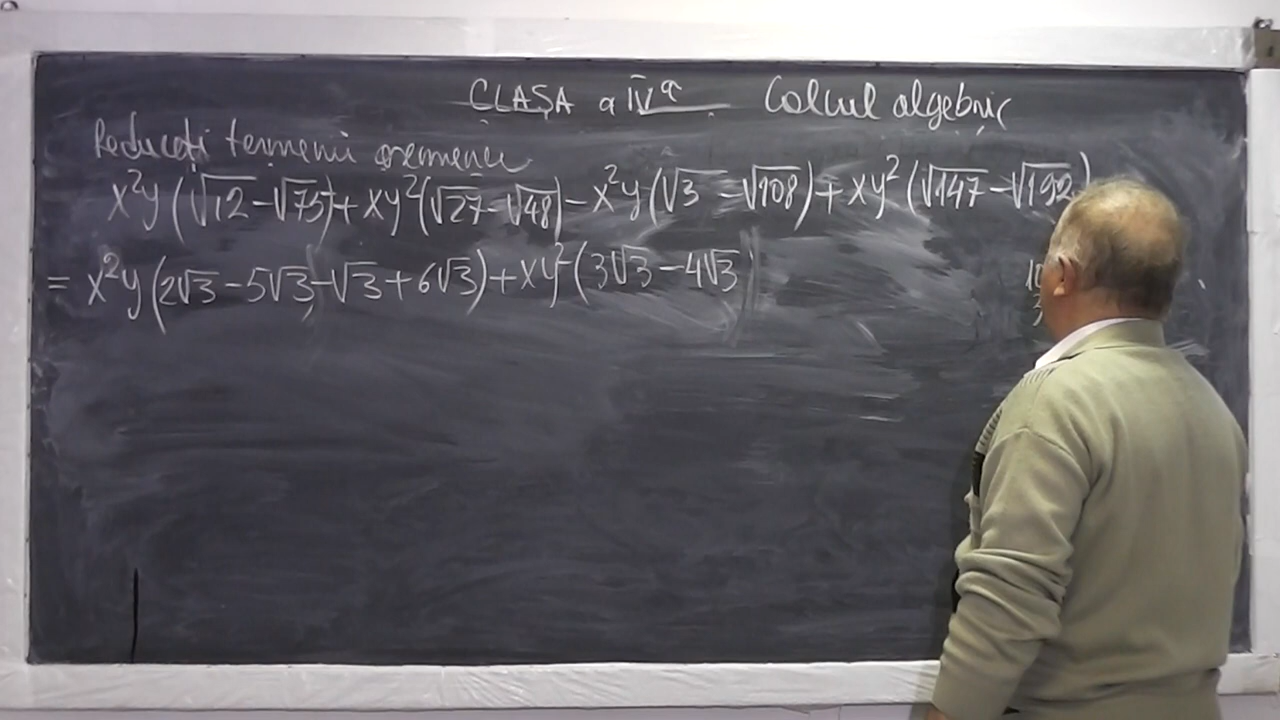 CLASA a IVa Calcul algebric
Reduceți termenii asemenea
x²y(√12-√75)+xy²(√27-√48)-x²y(√3-√108)+xy²(√147-√192)
= x²y(2√3-5√3-√3+6√3)+xy²(3√3-4√3